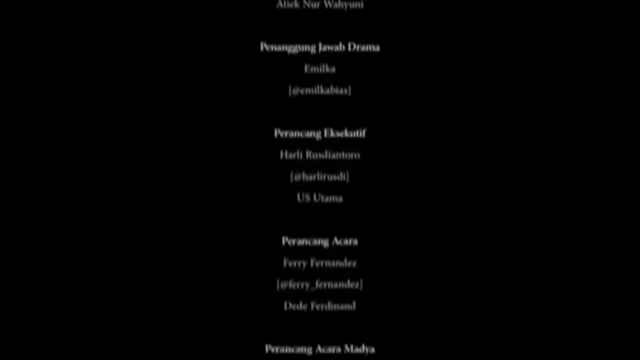 Atiek Nur Wahyuni
Penanggung Jawab Drama
Emilka
[@emilkabias]
Perancang Eksekutif
Harli Rusdiantoro
[@harlirusdi]
US Utama
Perancang Acara
Ferry Fernandez
[@ferry_fernandez]
Dede Ferdinand
Perancang Acara Madya